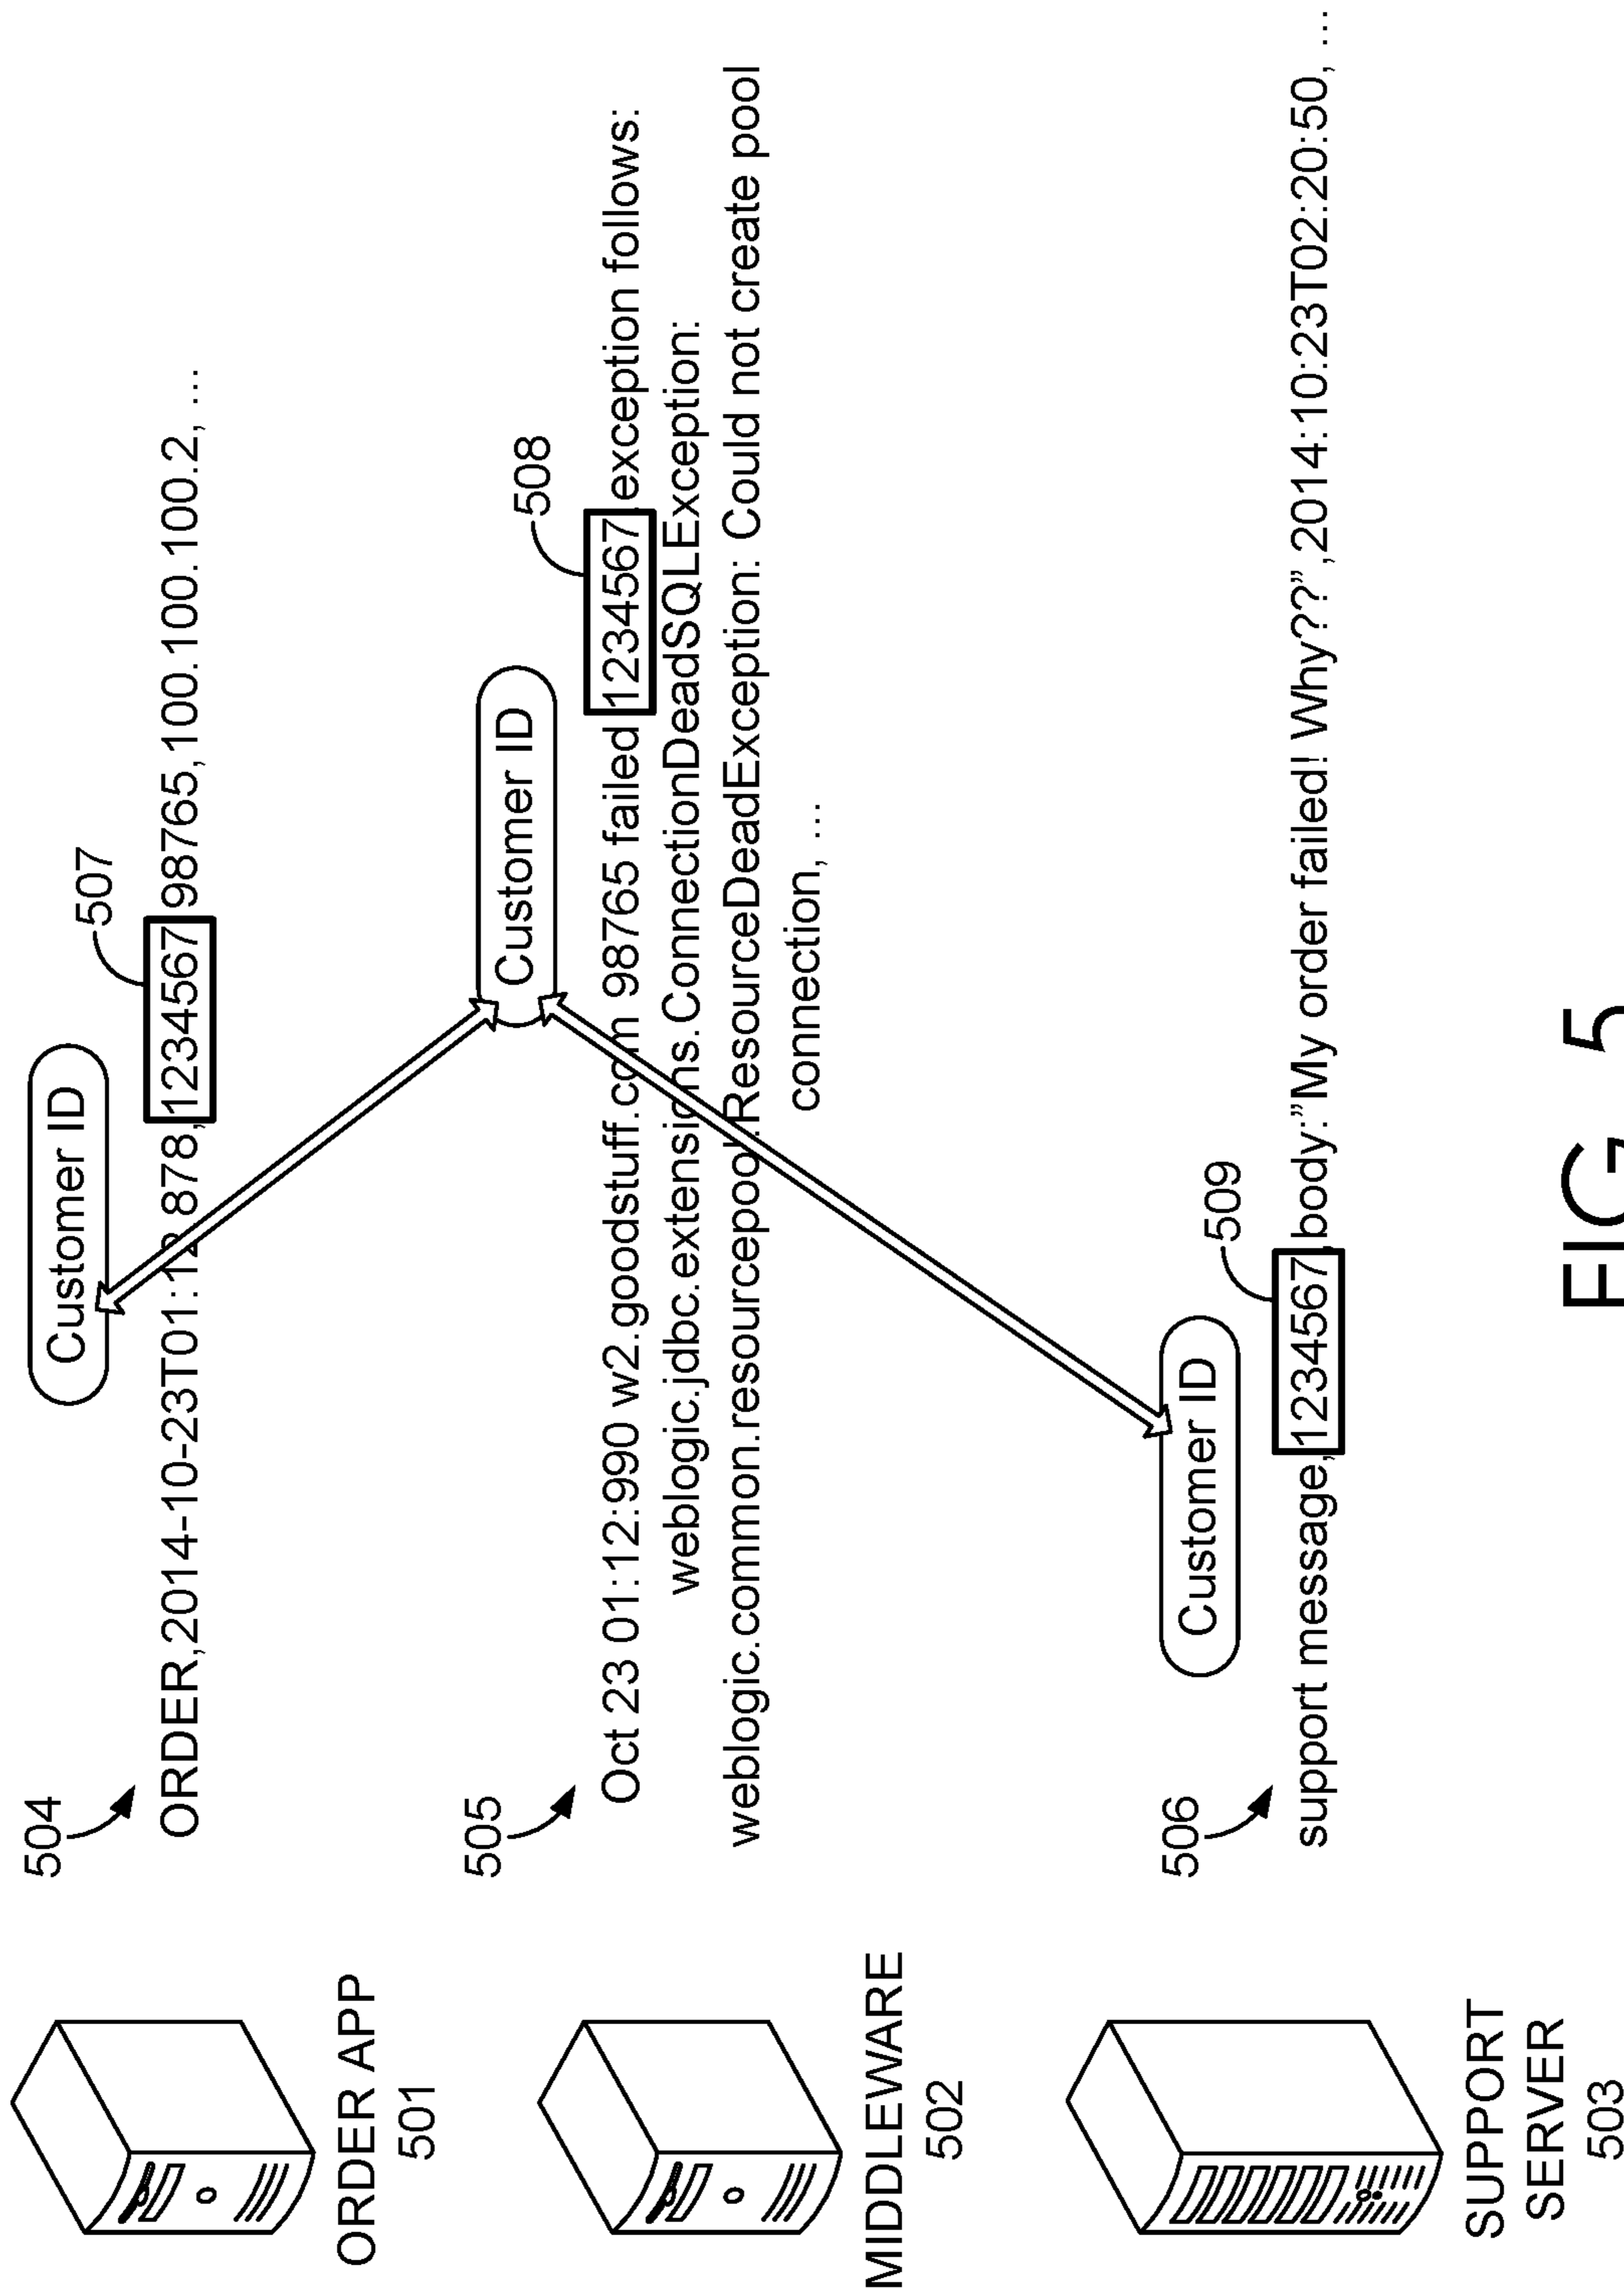 504
Customer ID
507
ORDER,2014-10-23T01:12 878,1234567 98765,100.100.100.2, …
ORDER APP
501
505
Customer ID
508
Oct 23 01:12:990 w2.goodstuff.com 98765 failed 1234567 exception follows:
weblogic.jdbc.extensions.ConnectionDeadSQLException:
weblogic.common.resourcepool.ResourceDeadException: Could not create pool
connection, …
MIDDLEWARE
502
506
Customer ID
509
support message,1234567 body:”My order failed! Why???”,2014:10:23T02:20:50, …
SUPPORT
SERVER
503
FIG. 5